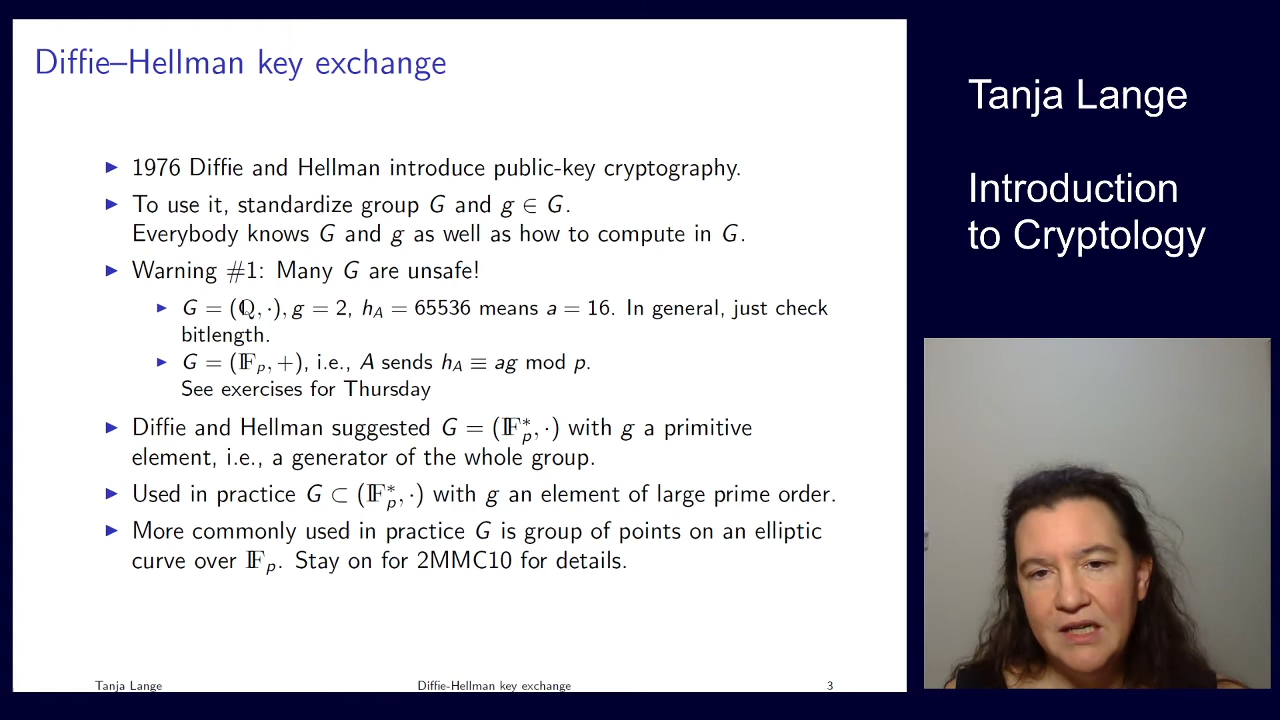 Diffie–Hellman key exchange
▶ 1976 Diffie and Hellman introduce public-key cryptography.
▶ To use it, standardize group G and g ∈ G.
Everybody knows G and g as well as how to compute in G.
▶ Warning #1: Many G are unsafe!
▶ G = (ℚ, ·), g = 2, h_A = 65536 means a = 16. In general, just check
bitlength.
▶ G = (𝔽_p, +), i.e., A sends h_A ≡ ag mod p.
See exercises for Thursday
▶ Diffie and Hellman suggested G = (𝔽_p^*, ·) with g a primitive
element, i.e., a generator of the whole group.
▶ Used in practice G ⊂ (𝔽_p^*, ·) with g an element of large prime order.
▶ More commonly used in practice G is group of points on an elliptic
curve over 𝔽_p. Stay on for 2MMC10 for details.
Tanja Lange Diffie-Hellman key exchange 3
Tanja Lange
Introduction
to Cryptology